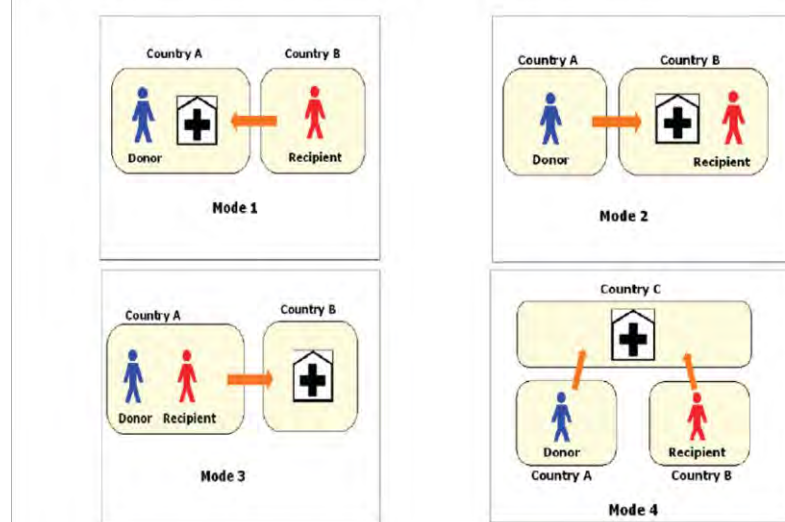 Country A
Country B
Donor
Recipient
Mode 1
Country A
Country B
Donor
Recipient
Mode 2
Country A
Country B
Donor Recipient
Mode 3
Country C
Donor
Recipient
Country A
Country B
Mode 4